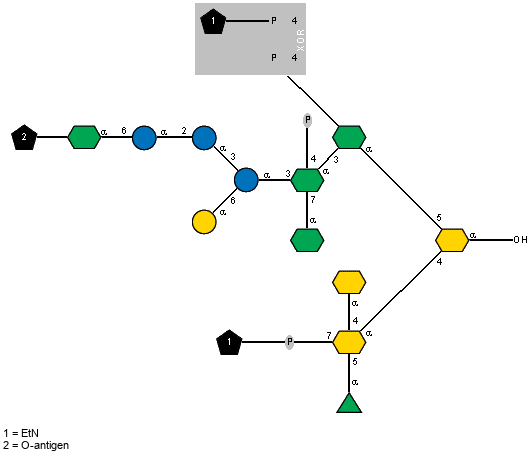 1 P 4
XOR
P 4
P
2 α 6 α 2 α 3 α 3 4 α 3 α
6 α 7
α 5
α OH
4
α
1 P 7 4 α
5
α
1 = EtN
2 = O-antigen